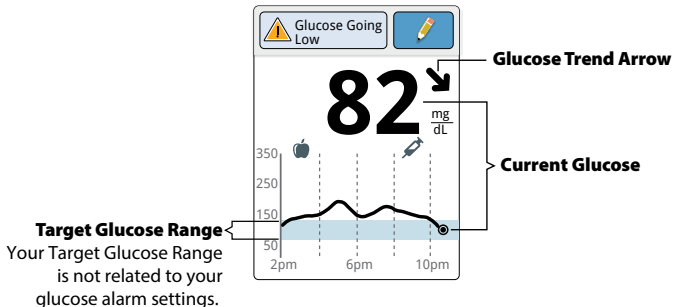 Glucose Going
Low
Glucose Trend Arrow
82
mg
dL
Current Glucose
350
250
150
50
2pm
6pm
10pm
Target Glucose Range
Your Target Glucose Range
is not related to your
glucose alarm settings.